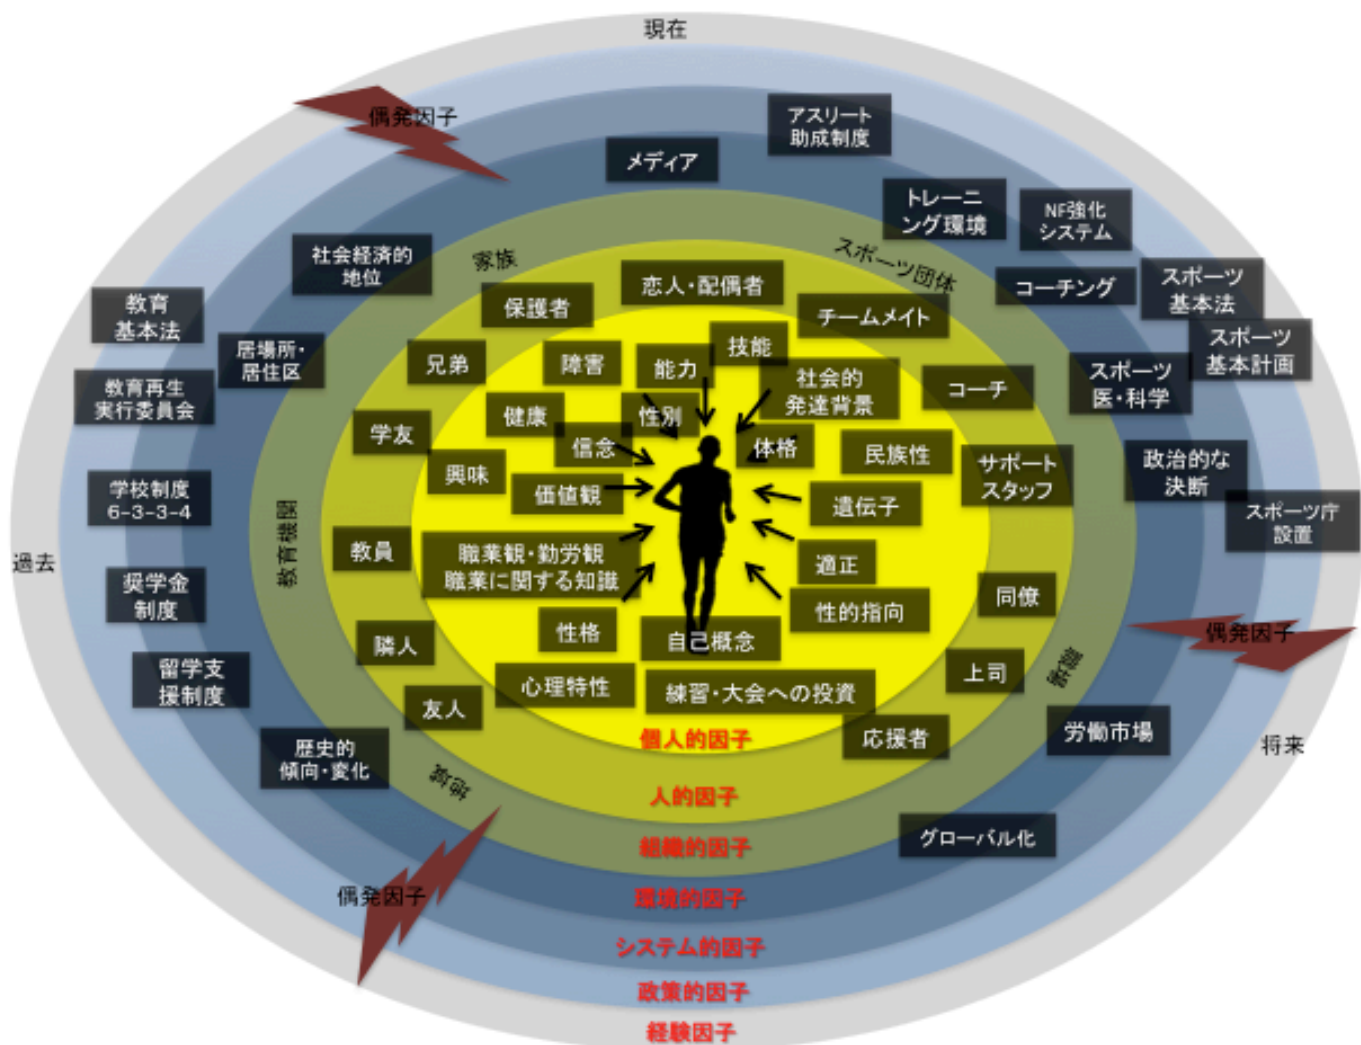 現在
偶発因子
アスリート
助成制度
メディア
トレーニ
ング環境
NF強化
システム
社会経済的
地位
家族
スポーツ団体
恋人・配偶者
コーチング
スポーツ
基本法
教育
基本法
保護者
チームメイト
居場所・
居住区
兄弟
障害
能力
技能
社会的
発達背景
コーチ
スポーツ
医・科学
スポーツ
基本計画
教育再生
実行委員会
学友
健康
性別
信念
体格
民族性
サポート
スタッフ
政治的な
決断
興味
価値観
遺伝子
学校制度
6-3-3-4
スポーツ庁
設置
過去
教育機関
教員
職業観・勤労観
職業に関する知識
適正
奨学金
制度
同僚
性的指向
性格
自己概念
偶発因子
隣人
留学支
援制度
心理特性
練習・大会への投資
上司
職場
友人
個人的因子
応援者
労働市場
将来
歴史的
傾向・変化
地域
人的因子
組織的因子
グローバル化
偶発因子
環境的因子
システム的因子
政策的因子
経験因子